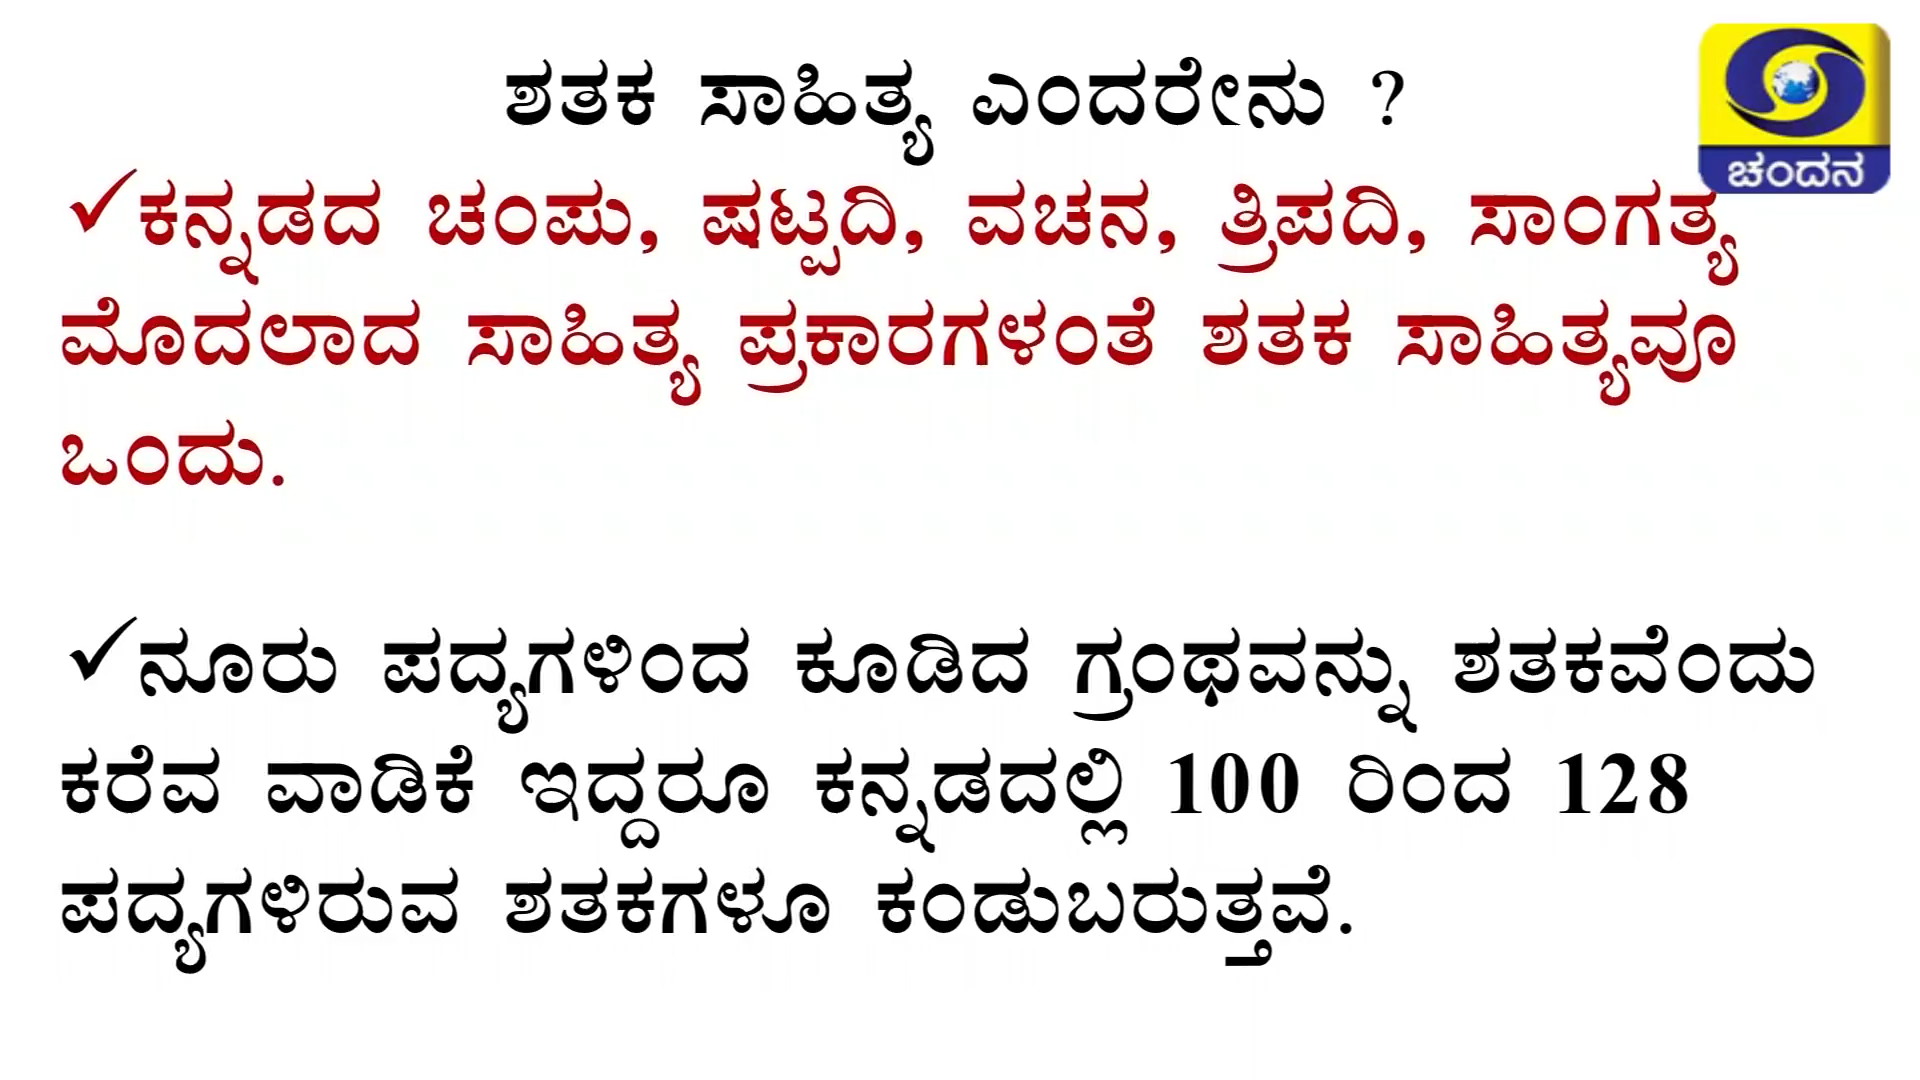 ಶತಕ ಸಾಹಿತ್ಯ ಎಂದರೇನು ?
ಚಂದನ
✓ಕನ್ನಡದ ಚಂಪು, ಷಟ್ಪದಿ, ವಚನ, ತ್ರಿಪದಿ, ಸಾಂಗತ್ಯ
ಮೊದಲಾದ ಸಾಹಿತ್ಯ ಪ್ರಕಾರಗಳಂತೆ ಶತಕ ಸಾಹಿತ್ಯವೂ
ಒಂದು.
✓ನೂರು ಪದ್ಯಗಳಿಂದ ಕೂಡಿದ ಗ್ರಂಥವನ್ನು ಶತಕವೆಂದು
ಕರೆವ ವಾಡಿಕೆ ಇದ್ದರೂ ಕನ್ನಡದಲ್ಲಿ 100 ರಿಂದ 128
ಪದ್ಯಗಳಿರುವ ಶತಕಗಳೂ ಕಂಡುಬರುತ್ತವೆ.